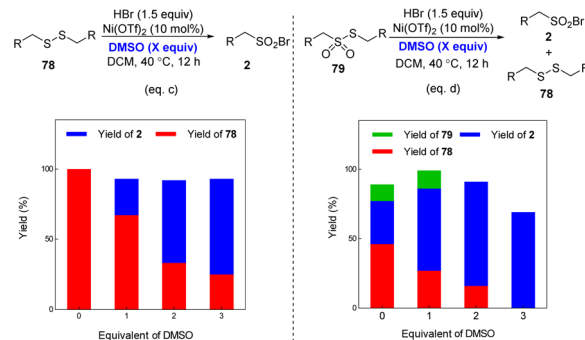 HBr (1.5 equiv)
Ni(OTf)2 (10 mol%)
DMSO (X equiv)
DCM, 40 °C, 12 h
R
S
S
R
78
R
SO2Br
2
(eq. c)
Yield of 2
Yield of 78
Yield (%)
100
50
0
0 1 2 3
Equivalent of DMSO
HBr (1.5 equiv)
Ni(OTf)2 (10 mol%)
DMSO (X equiv)
DCM, 40 °C, 12 h
R
S
S
R
O O
79
R
SO2Br
2
+
R
S
S
R
78
(eq. d)
Yield of 79
Yield of 2
Yield of 78
Yield (%)
100
50
0
0 1 2 3
Equivalent of DMSO